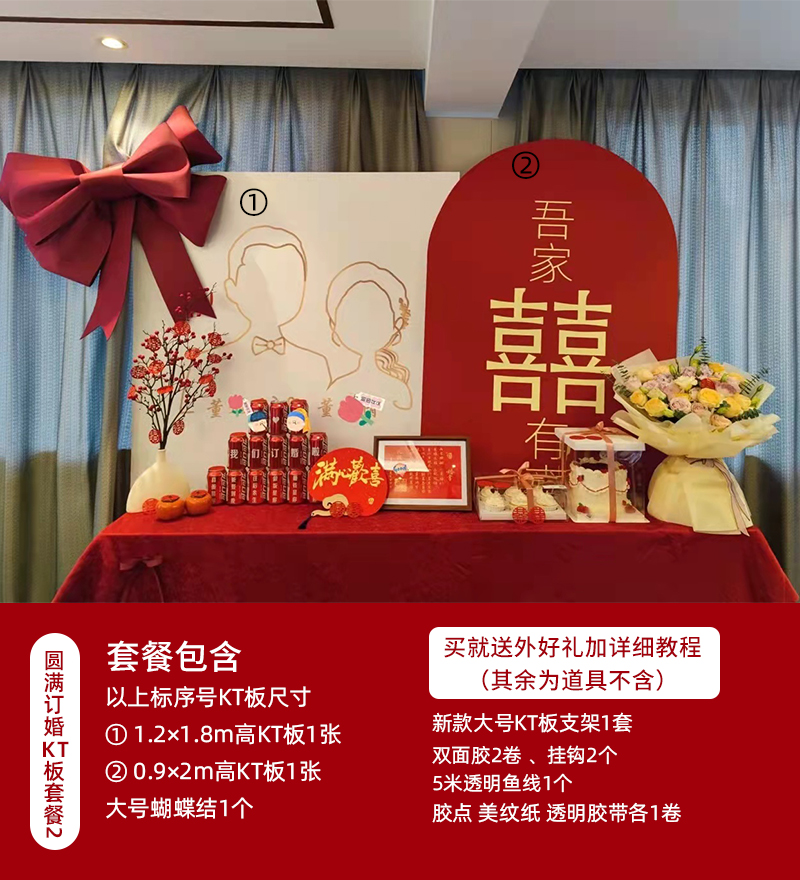 ①
②
吾
家
囍
有
董
董
我们订婚啦
满心歡喜
圆满订婚KT板套餐2
套餐包含
以上标序号KT板尺寸
① 1.2×1.8m高KT板1张
② 0.9×2m高KT板1张
大号蝴蝶结1个
买就送外好礼加详细教程
（其余为道具不含）
新款大号KT板支架1套
双面胶2卷 、挂钩2个
5米透明鱼线1个
胶点 美纹纸 透明胶带各1卷